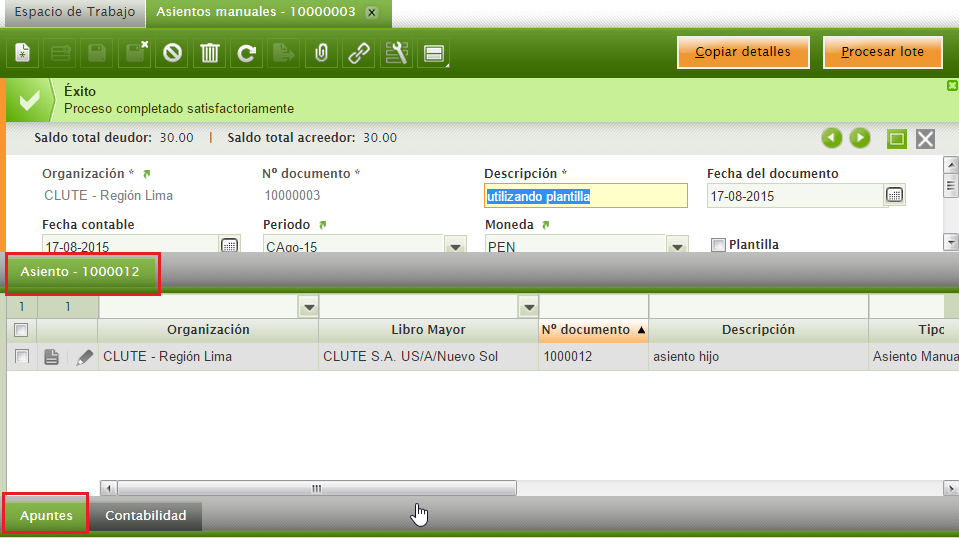 Espacio de Trabajo Asientos manuales - 10000003
Copiar detalles Procesar lote
Éxito
Proceso completado satisfactoriamente
Saldo total deudor: 30.00 | Saldo total acreedor: 30.00
Organización * Nº documento * Descripción * Fecha del documento
CLUTE - Región Lima 10000003 utilizando plantilla 17-08-2015
Fecha contable Periodo Moneda
17-08-2015 CAgo-15 PEN Plantilla
Asiento - 1000012
1 1
Organización Libro Mayor Nº documento Descripción Tipo
CLUTE - Región Lima CLUTE S.A. US/A/Nuevo Sol 1000012 asiento hijo Asiento Manua
Apuntes Contabilidad